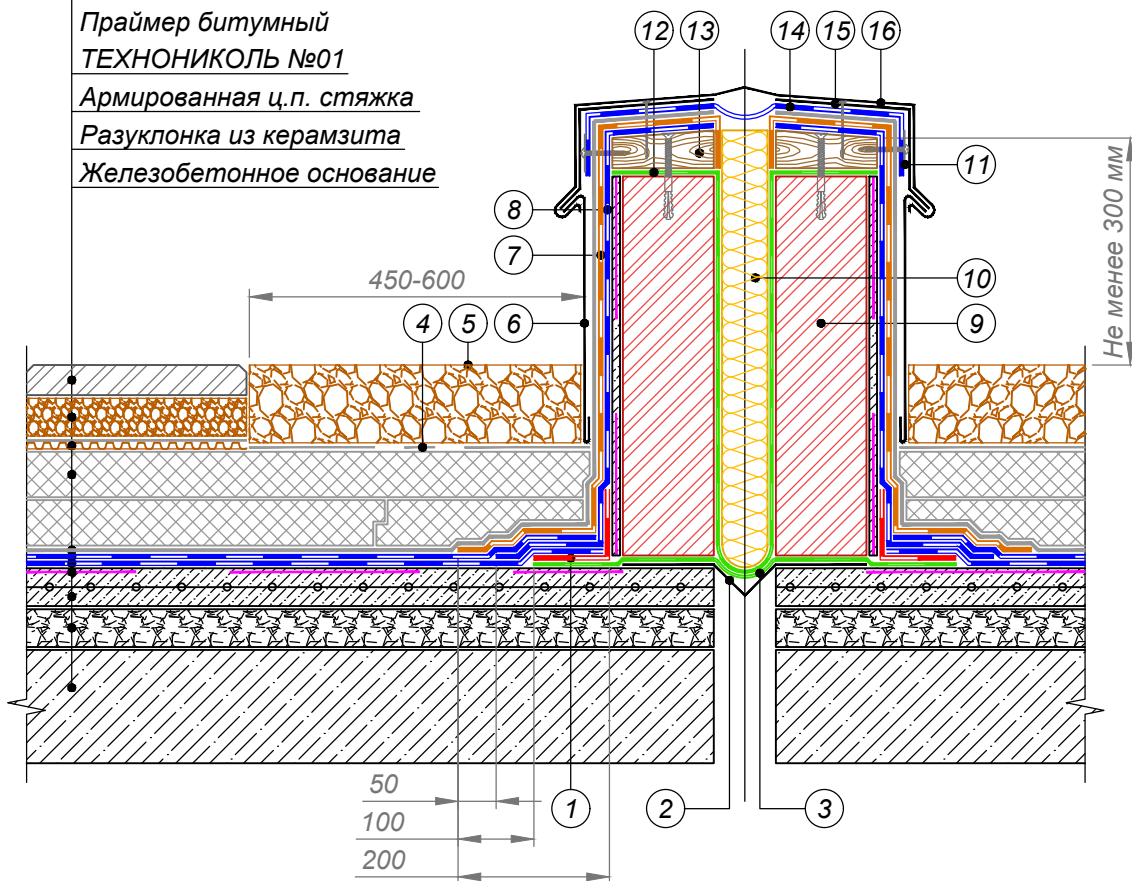 Праймер битумный
ТЕХНОНИКОЛЬ №01
Армированная ц.п. стяжка
Разуклонка из керамзита
Железобетонное основание
12 13 14 15 16
11
8
7
10
450-600
4 5 6 9
Не менее 300 мм
50
1 2 3
100
200